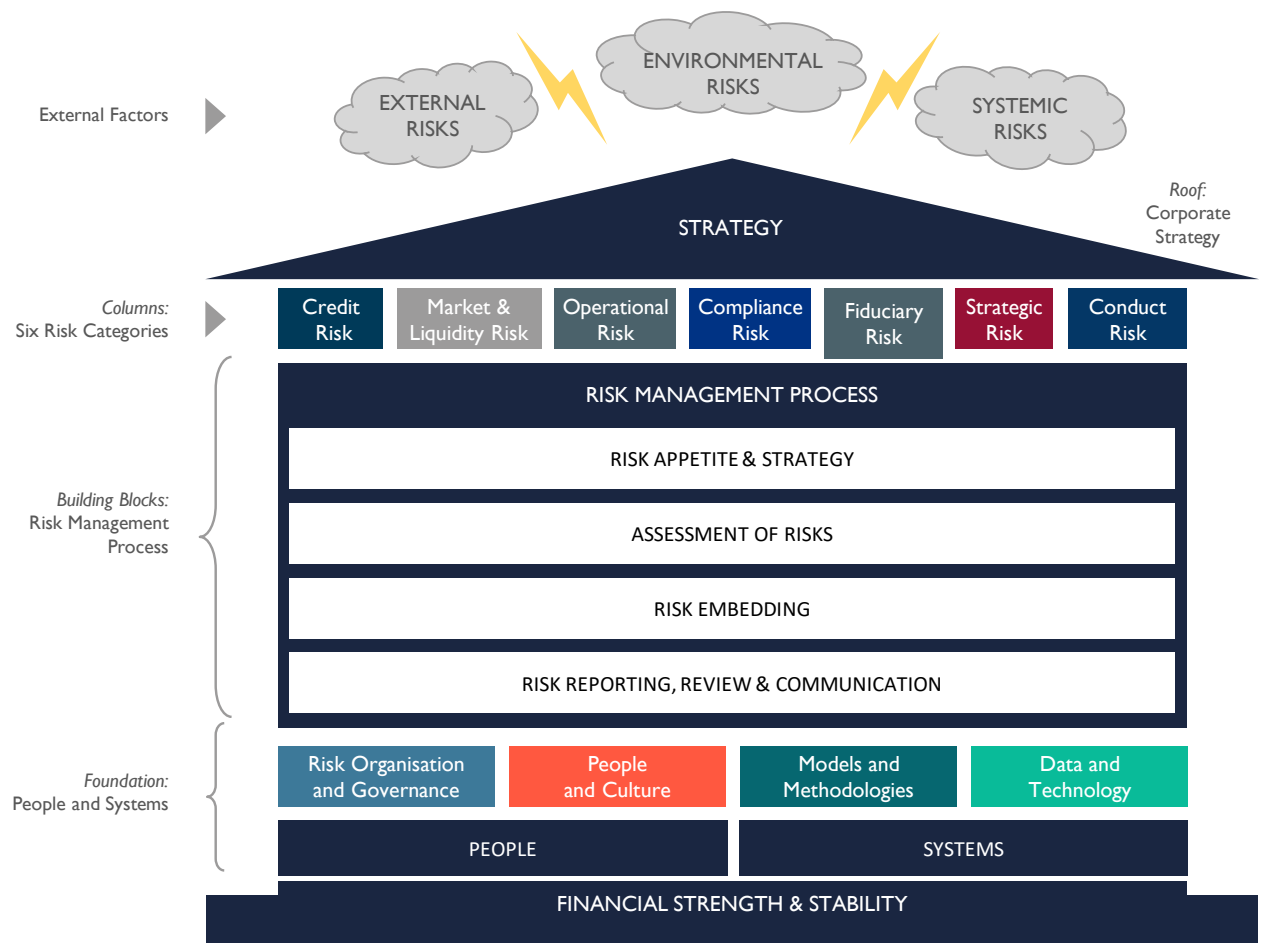 ENVIRONMENTAL
RISKS
EXTERNAL
RISKS
SYSTEMIC
RISKS
External Factors
STRATEGY
Roof:
Corporate
Strategy
Columns:
Six Risk Categories
Credit
Risk
Market &
Liquidity Risk
Operational
Risk
Compliance
Risk
Fiduciary
Risk
Strategic
Risk
Conduct
Risk
RISK MANAGEMENT PROCESS
RISK APPETITE & STRATEGY
Building Blocks:
Risk Management
Process
ASSESSMENT OF RISKS
RISK EMBEDDING
RISK REPORTING, REVIEW & COMMUNICATION
Foundation:
People and Systems
Risk Organisation
and Governance
People
and Culture
Models and
Methodologies
Data and
Technology
PEOPLE
SYSTEMS
FINANCIAL STRENGTH & STABILITY